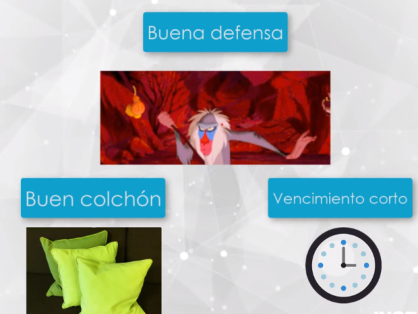 Buena defensa
Buen colchón
Vencimiento corto